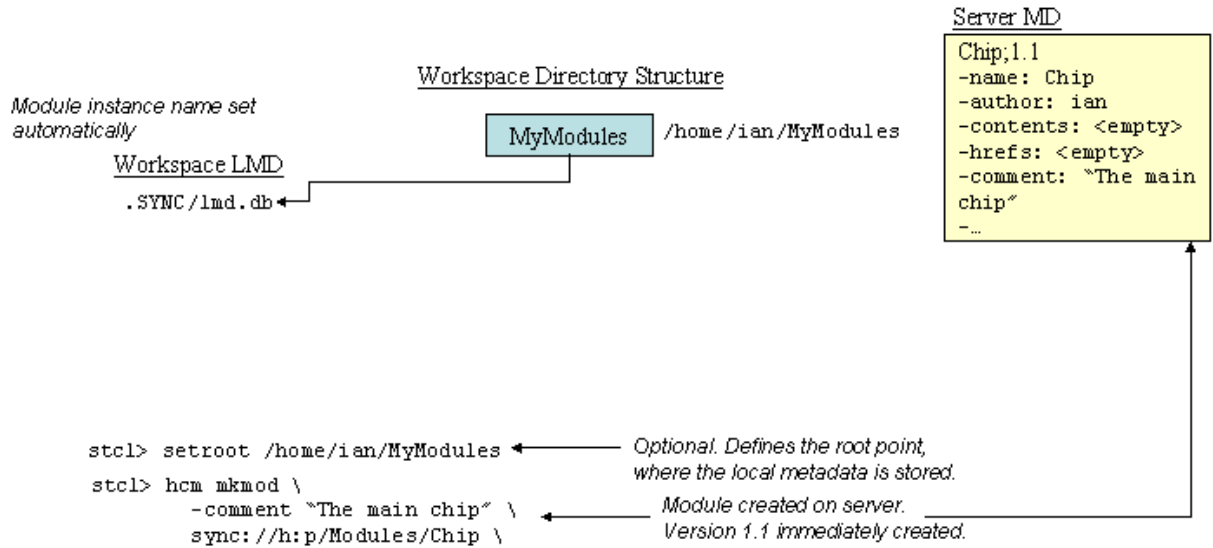 Server MD
Chip;1.1
-name: Chip
-author: ian
-contents: <empty>
-hrefs: <empty>
-comment: “The main
chip”
-…
Workspace Directory Structure
MyModules
/home/ian/MyModules
Module instance name set
automatically
Workspace LMD
.SYNC/lmd.db
stcl> setroot /home/ian/MyModules
Optional. Defines the root point,
where the local metadata is stored.
stcl> hcm mkmod \
-comment “The main chip” \
sync://h:p/Modules/Chip \
Module created on server.
Version 1.1 immediately created.